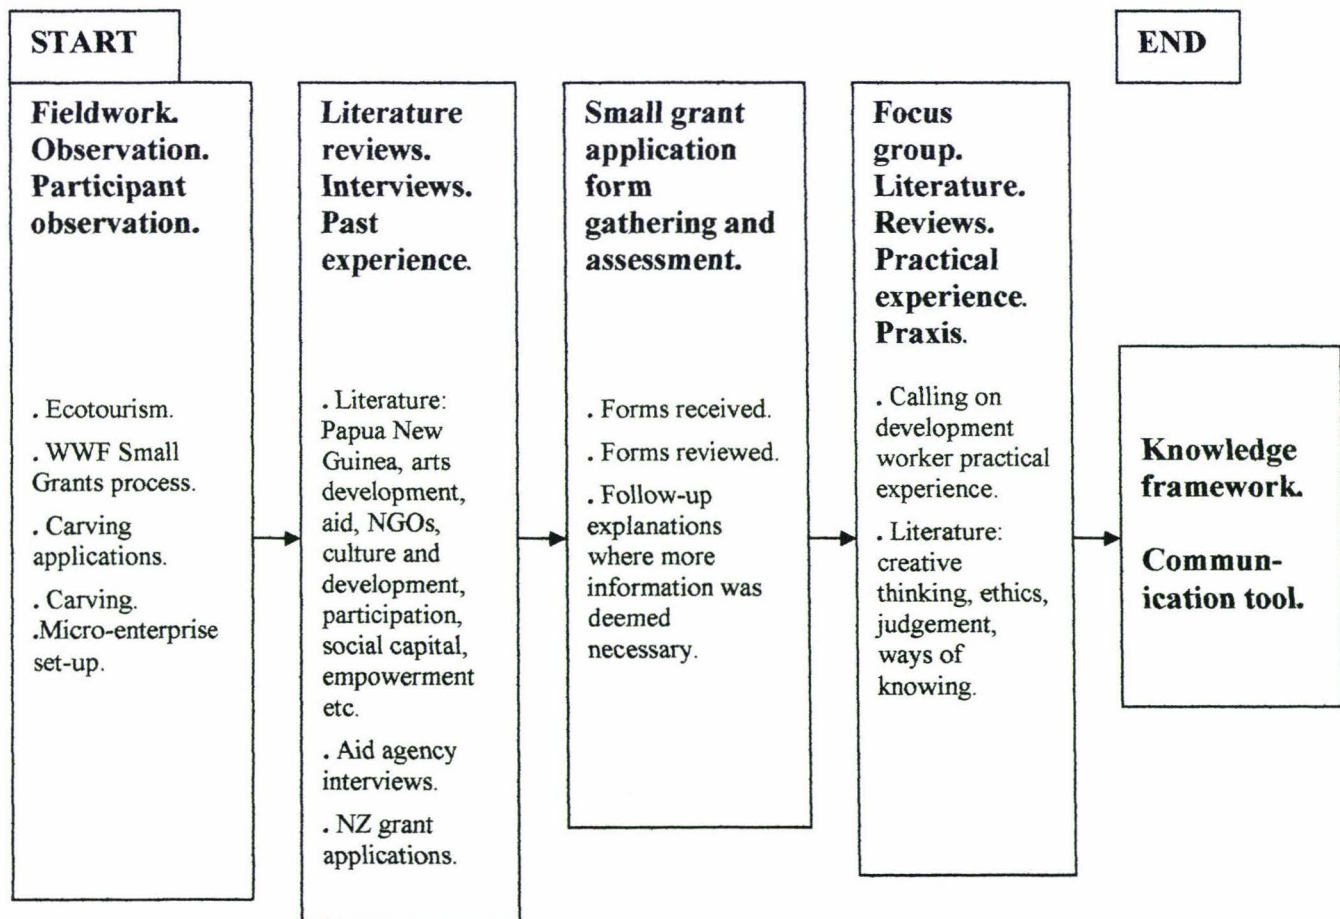 START
Fieldwork.
Observation.
Participant
observation.
. Ecotourism.
. WWF Small
Grants process.
. Carving
applications.
. Carving.
.Micro-enterprise
set-up.
Literature
reviews.
Interviews.
Past
experience.
. Literature:
Papua New
Guinea, arts
development,
aid, NGOs,
culture and
development,
participation,
social capital,
empowerment
etc.
. Aid agency
interviews.
. NZ grant
applications.
Small grant
application
form
gathering and
assessment.
. Forms received.
. Forms reviewed.
. Follow-up
explanations
where more
information was
deemed
necessary.
Focus
group.
Literature.
Reviews.
Practical
experience.
Praxis.
. Calling on
development
worker practical
experience.
. Literature:
creative
thinking, ethics,
judgement,
ways of
knowing.
END
Knowledge
framework.
Commun-
ication tool.